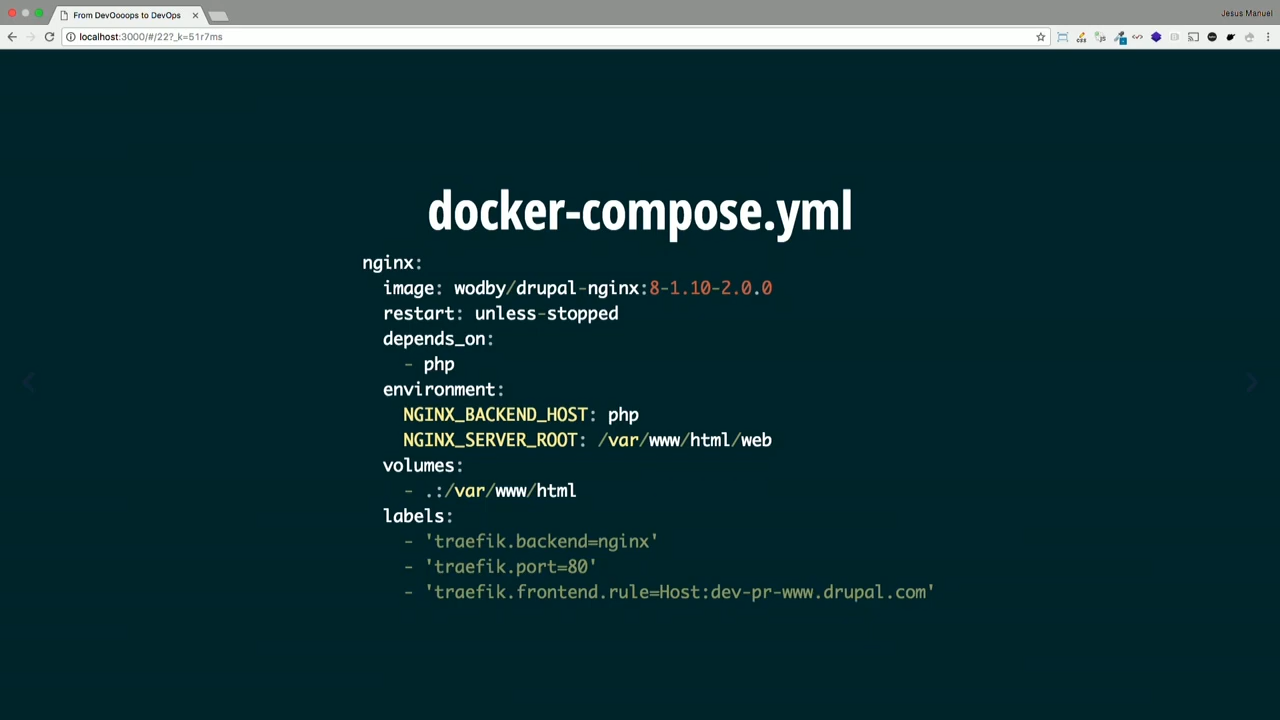 From DevOoops to DevOps
Jesus Manuel
localhost:3000/#/22?_k=51r7ms
docker-compose.yml
nginx:
image: wodby/drupal-nginx:8-1.10-2.0.0
restart: unless-stopped
depends_on:
- php
environment:
NGINX_BACKEND_HOST: php
NGINX_SERVER_ROOT: /var/www/html/web
volumes:
- .:/var/www/html
labels:
- 'traefik.backend=nginx'
- 'traefik.port=80'
- 'traefik.frontend.rule=Host:dev-pr-www.drupal.com'